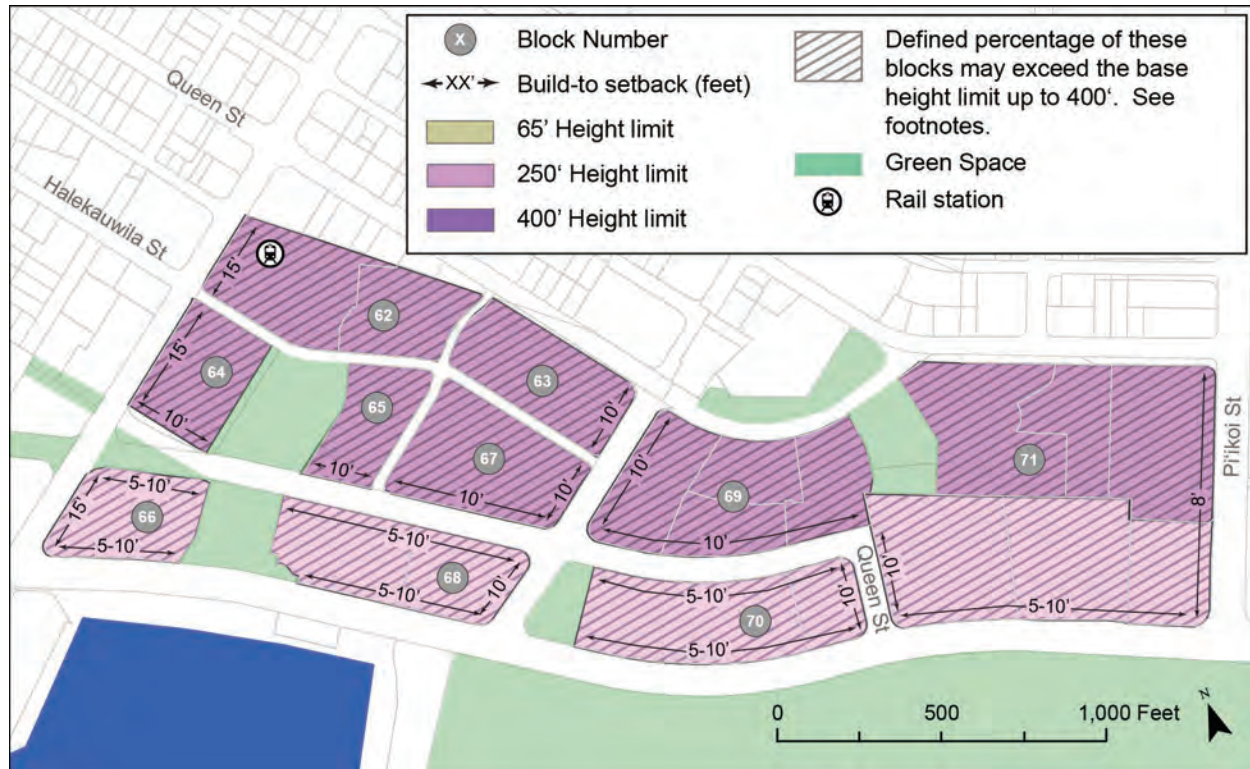 X
Block Number
XX'
Build-to setback (feet)
65' Height limit
250' Height limit
400' Height limit
Defined percentage of these
blocks may exceed the base
height limit up to 400'. See
footnotes.
Green Space
Rail station
Queen St
Halekauwila St
15'
62
15'
64
63
10'
65
10'
10'
67
10'
10'
10'
69
10'
71
Pi'ikoi St
8'
5-10'
15'
66
5-10'
5-10'
68
10'
5-10'
5-10'
10'
70
5-10'
Queen St
10'
5-10'
0
500
1,000 Feet
N